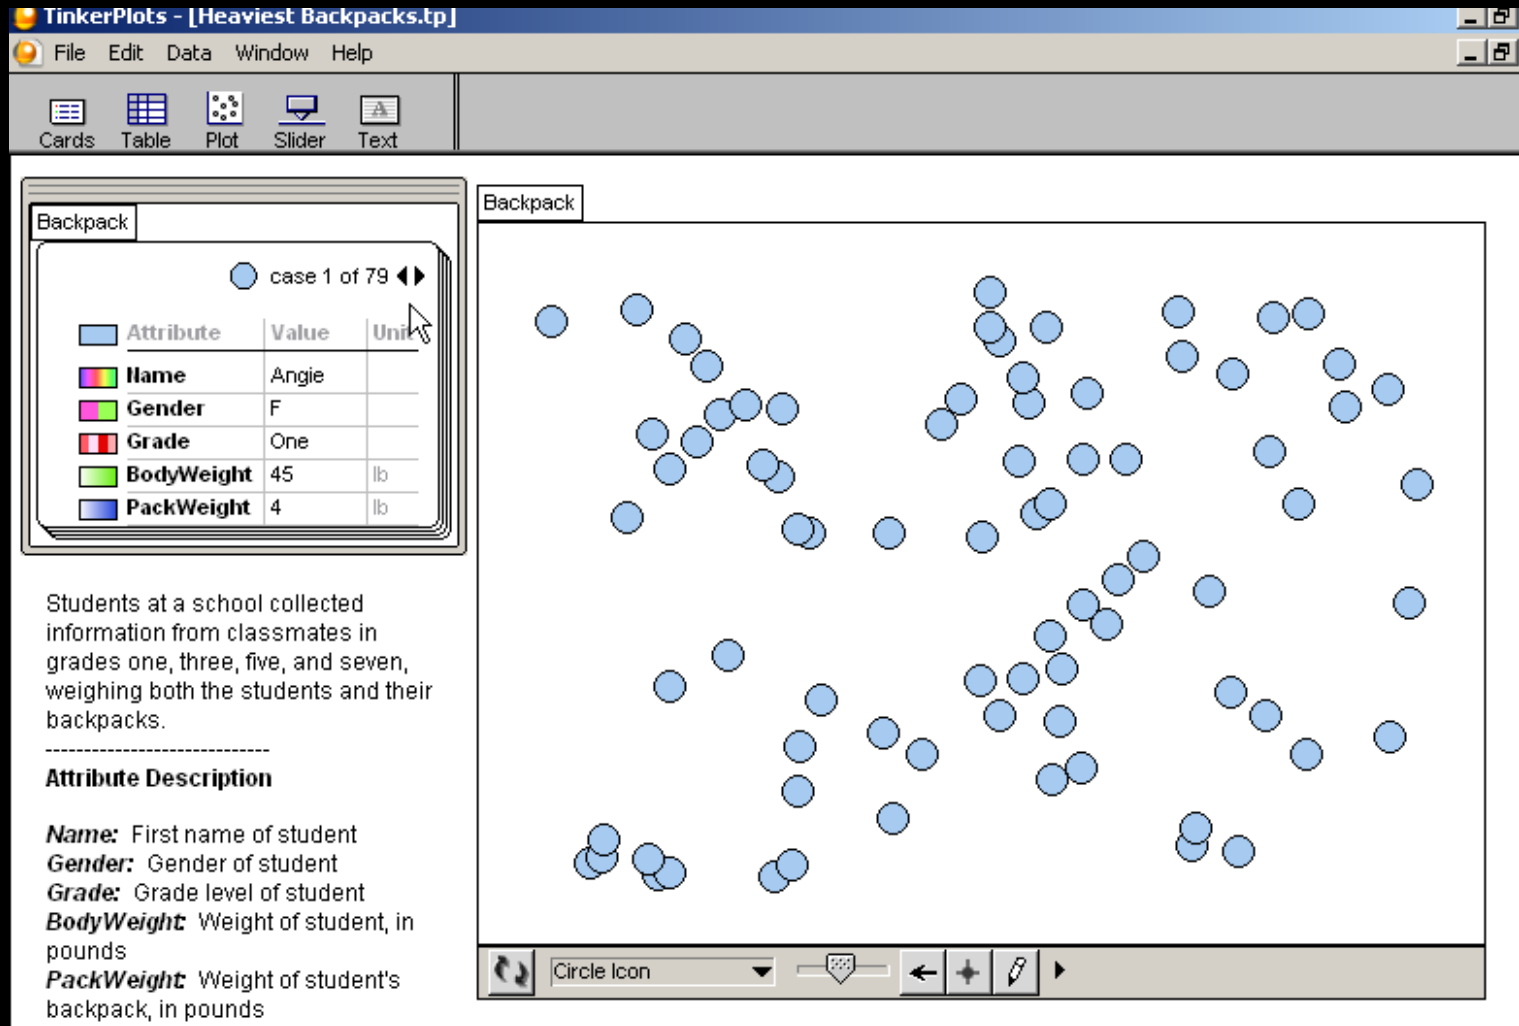 TinkerPlots - [Heaviest Backpacks.tp]
File Edit Data Window Help
Cards Table Plot Slider Text
Backpack
case 1 of 79
Attribute Value Unit
Name Angie
Gender F
Grade One
BodyWeight 45 lb
PackWeight 4 lb
Students at a school collected
information from classmates in
grades one, three, five, and seven,
weighing both the students and their
backpacks.
-----------------------------
Attribute Description
Name: First name of student
Gender: Gender of student
Grade: Grade level of student
BodyWeight: Weight of student, in
pounds
PackWeight: Weight of student's
backpack, in pounds
Backpack
Circle Icon